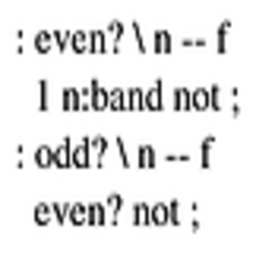 : even? \ n -- f
1 n:band not ;
: odd? \ n -- f
even? not ;